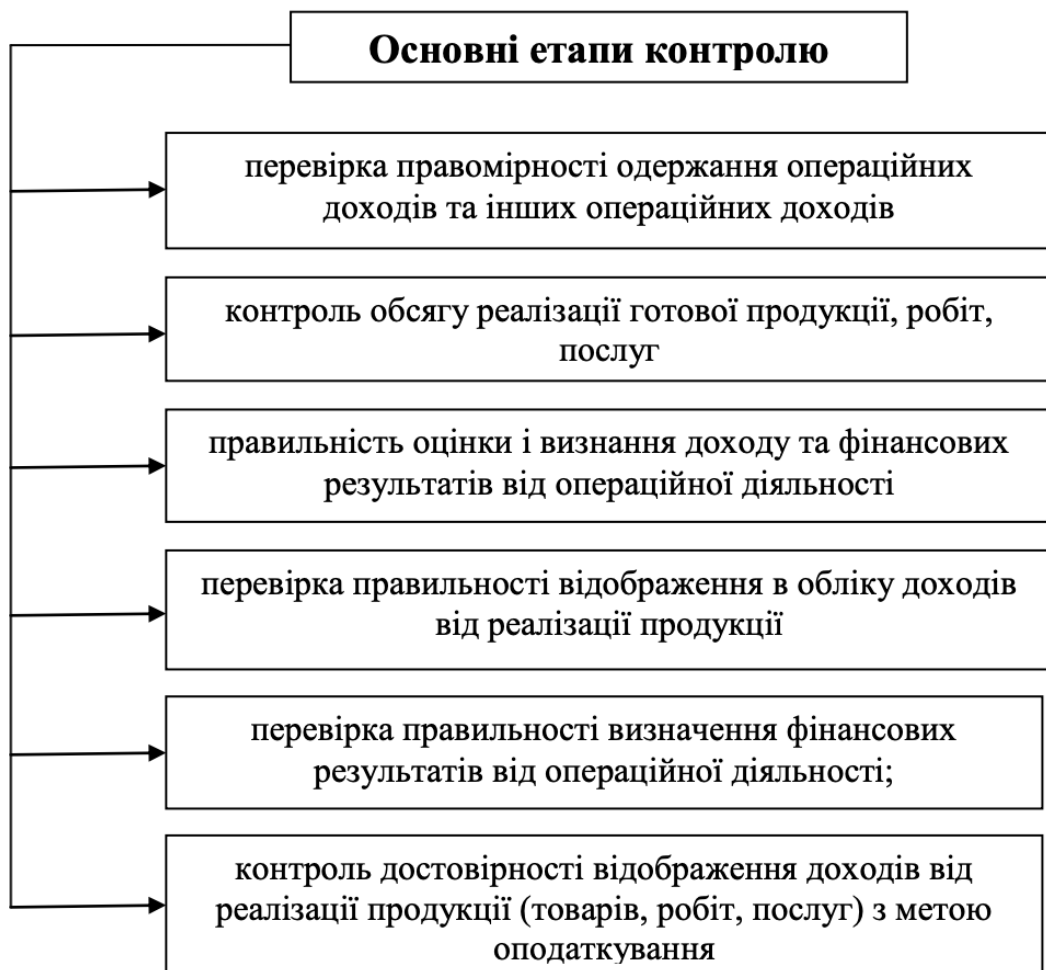 Основні етапи контролю
перевірка правомірності одержання операційних
доходів та інших операційних доходів
контроль обсягу реалізації готової продукції, робіт,
послуг
правильність оцінки і визнання доходу та фінансових
результатів від операційної діяльності
перевірка правильності відображення в обліку доходів
від реалізації продукції
перевірка правильності визначення фінансових
результатів від операційної діяльності;
контроль достовірності відображення доходів від
реалізації продукції (товарів, робіт, послуг) з метою
оподаткування